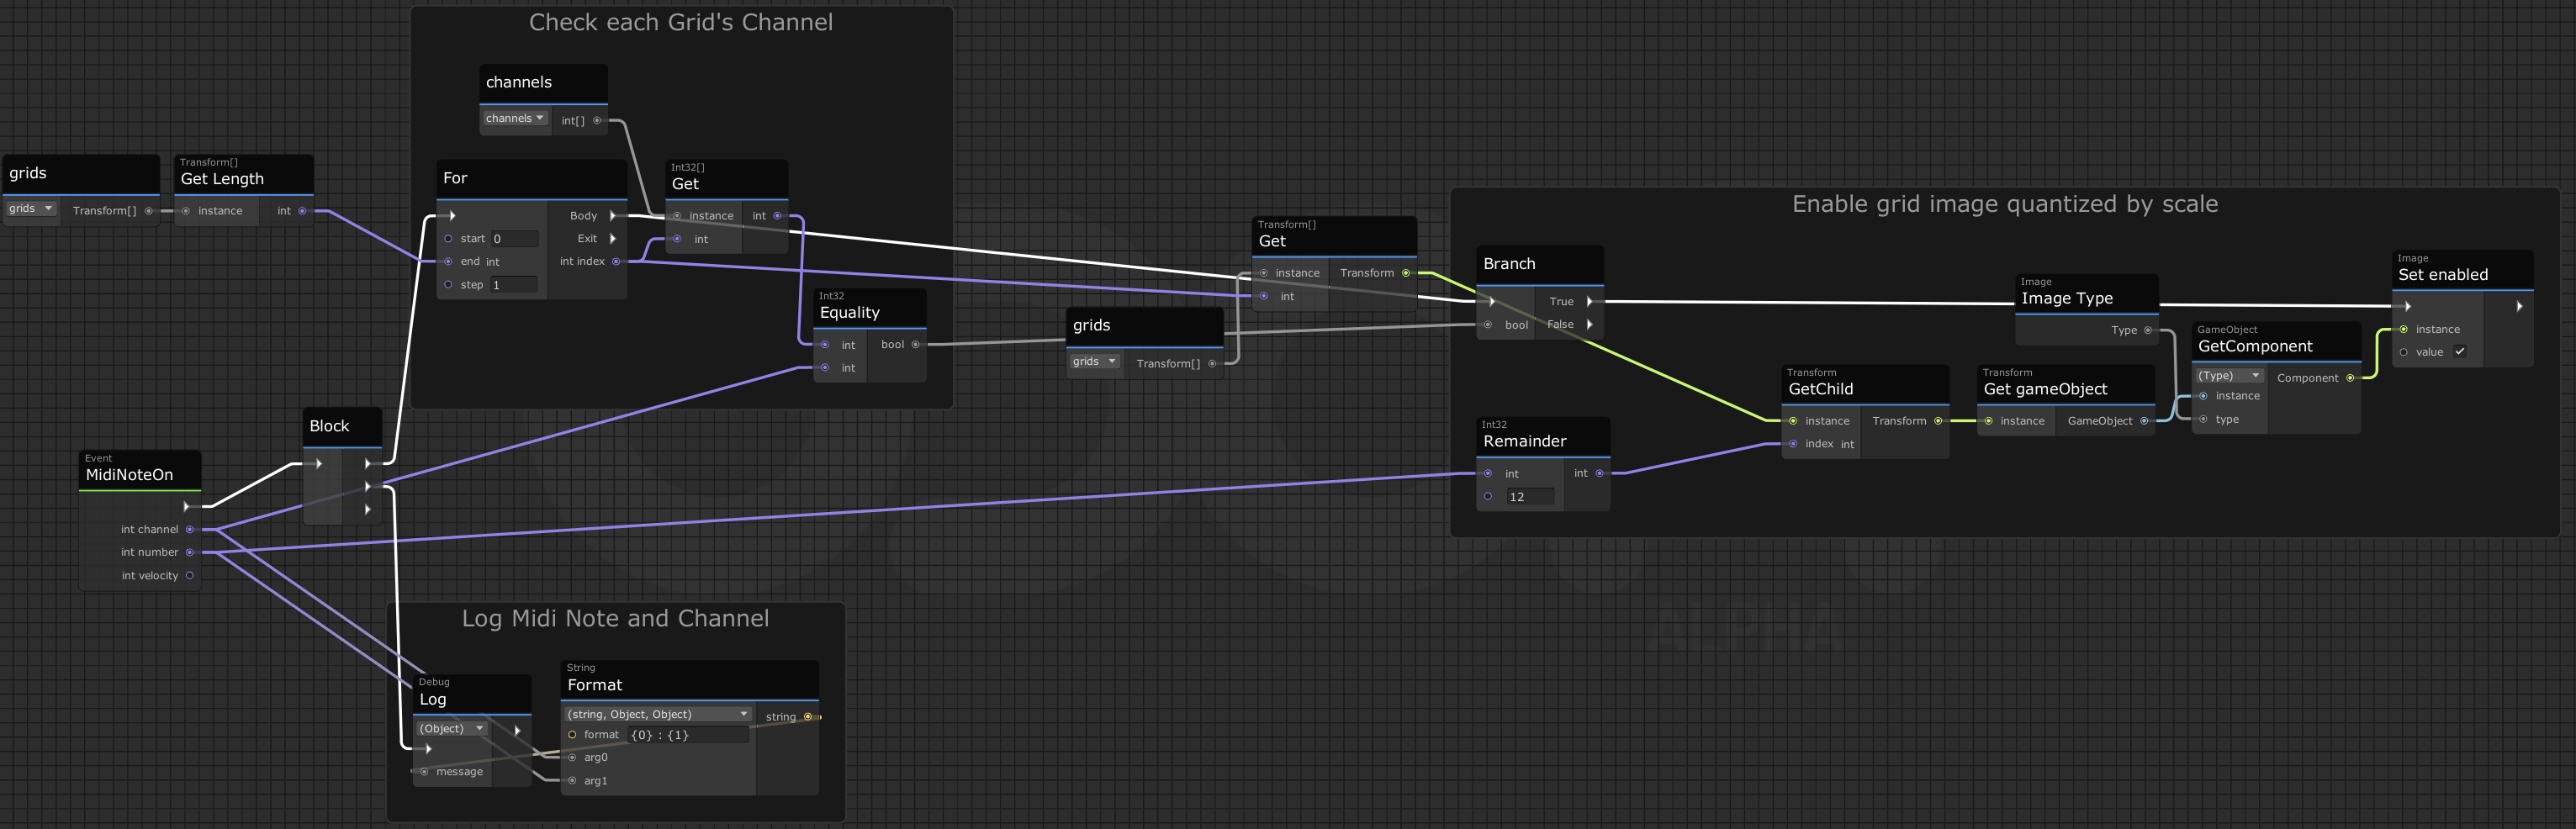 Check each Grid's Channel
channels
channels
int[]
grids
grids
Transform[]
Transform[]
Get Length
instance
int
For
start 0
end int
step 1
Body
Exit
int index
Int32[]
Get
instance
int
int
Int32
Equality
int
int
bool
grids
grids
Transform[]
Transform[]
Get
instance
Transform
int
Enable grid image quantized by scale
Branch
bool
True
False
Image
Image Type
Type
Image
Set enabled
instance
value
GameObject
GetComponent
(Type)
instance
type
Component
Transform
GetChild
instance
index int
Transform
Transform
Get gameObject
instance
GameObject
Int32
Remainder
int
12
int
Block
Event
MidiNoteOn
int channel
int number
int velocity
Log Midi Note and Channel
Debug
Log
(Object)
message
String
Format
(string, Object, Object)
string
format {0} : {1}
arg0
arg1
ALPHA